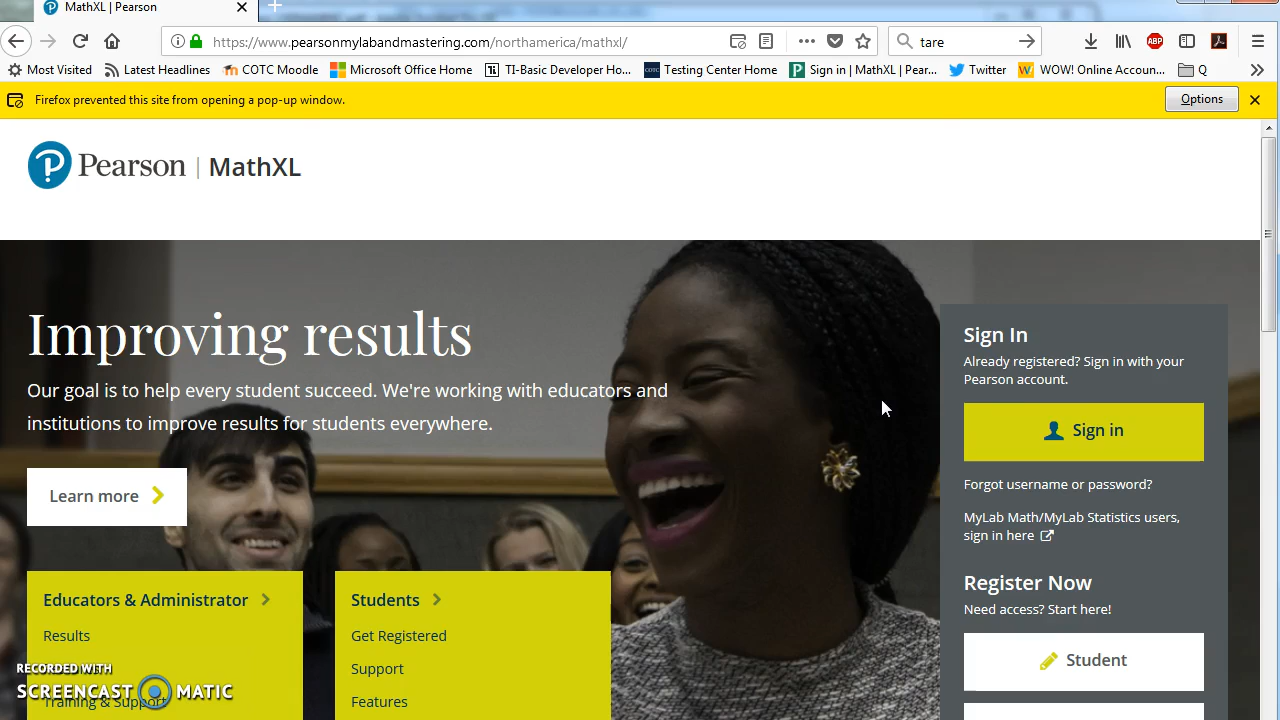 MathXL | Pearson
https://www.pearsonmylabandmastering.com/northamerica/mathxl/
tare
ABP
Most Visited
Latest Headlines
COTC Moodle
Microsoft Office Home
TI-Basic Developer Ho...
Testing Center Home
Sign in | MathXL | Pear...
Twitter
WOW! Online Accoun...
Q
Firefox prevented this site from opening a pop-up window.
Options
Pearson | MathXL
Improving results
Our goal is to help every student succeed. We're working with educators and
institutions to improve results for students everywhere.
Learn more
Educators & Administrator
Results
Training & Support
Students
Get Registered
Support
Features
Sign In
Already registered? Sign in with your
Pearson account.
Sign in
Forgot username or password?
MyLab Math/MyLab Statistics users,
sign in here
Register Now
Need access? Start here!
Student
RECORDED WITH
SCREENCAST MATIC